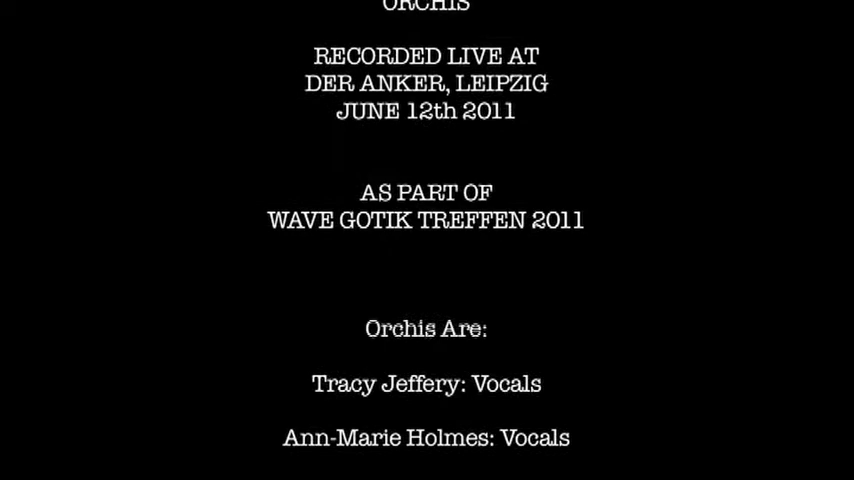 ORCHIS
RECORDED LIVE AT
DER ANKER, LEIPZIG
JUNE 12th 2011
AS PART OF
WAVE GOTIK TREFFEN 2011
Orchis Are:
Tracy Jeffery: Vocals
Ann-Marie Holmes: Vocals